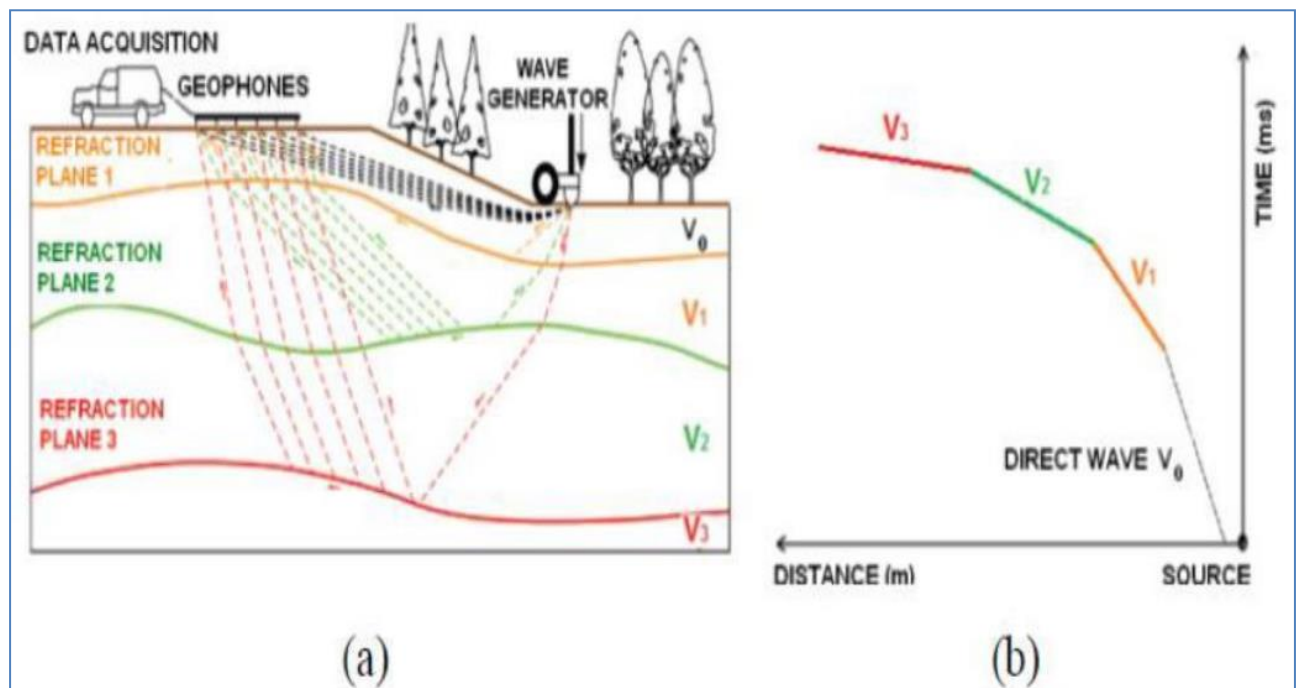 DATA ACQUISITION
GEOPHONES
WAVE
GENERATOR
REFRACTION
PLANE 1
V0
REFRACTION
PLANE 2
V1
REFRACTION
PLANE 3
V2
V3
(a)
V3
V2
V1
TIME (ms)
DIRECT WAVE V0
DISTANCE (m)
SOURCE
(b)